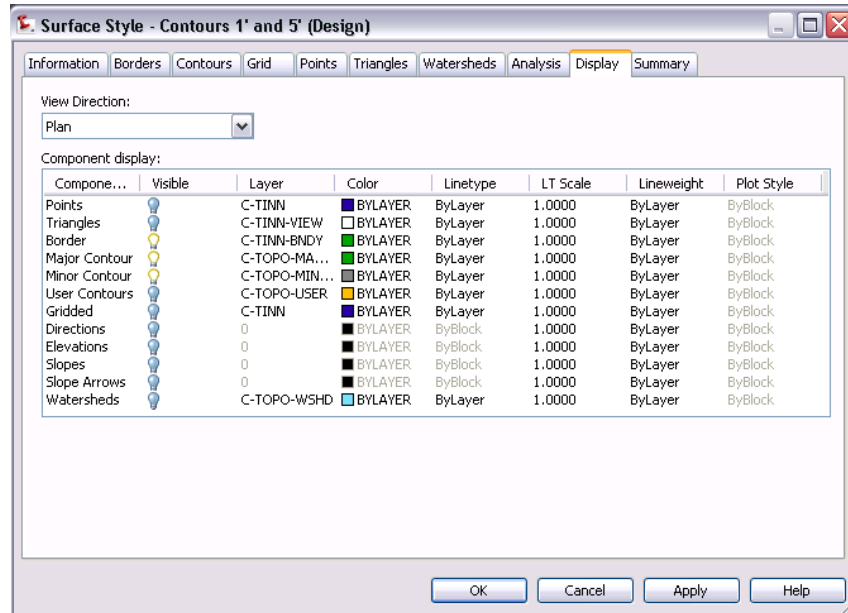 Surface Style - Contours 1' and 5' (Design)
Information Borders Contours Grid Points Triangles Watersheds Analysis Display Summary
View Direction:
Plan
Component display:
Compone... Visible Layer Color Linetype LT Scale Lineweight Plot Style
Points C-TINN BYLAYER ByLayer 1.0000 ByLayer ByBlock
Triangles C-TINN-VIEW BYLAYER ByLayer 1.0000 ByLayer ByBlock
Border C-TINN-BNDY BYLAYER ByLayer 1.0000 ByLayer ByBlock
Major Contour C-TOPO-MA... BYLAYER ByLayer 1.0000 ByLayer ByBlock
Minor Contour C-TOPO-MIN... BYLAYER ByLayer 1.0000 ByLayer ByBlock
User Contours C-TOPO-USER BYLAYER ByLayer 1.0000 ByLayer ByBlock
Gridded C-TINN BYLAYER ByLayer 1.0000 ByLayer ByBlock
Directions 0 BYLAYER ByBlock 1.0000 ByLayer ByBlock
Elevations 0 BYLAYER ByBlock 1.0000 ByLayer ByBlock
Slopes 0 BYLAYER ByBlock 1.0000 ByLayer ByBlock
Slope Arrows 0 BYLAYER ByBlock 1.0000 ByLayer ByBlock
Watersheds C-TOPO-WSHD BYLAYER ByLayer 1.0000 ByLayer ByBlock
OK Cancel Apply Help